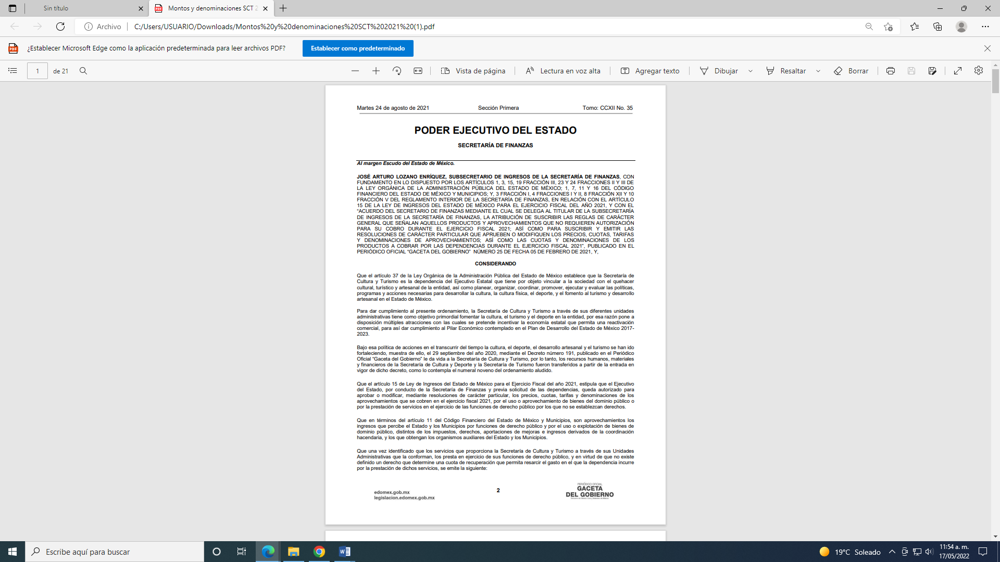 Sin título
Montos y denominaciones SCT 2
Archivo
C:/Users/USUARIO/Downloads/Montos%20y%20denominaciones%20SCT%202021%20(1).pdf
¿Establecer Microsoft Edge como la aplicación predeterminada para leer archivos PDF?
Establecer como predeterminado
1 de 21
Vista de página
Lectura en voz alta
Agregar texto
Dibujar
Resaltar
Borrar
Martes 24 de agosto de 2021 Sección Primera Tomo: CCXII No. 35
PODER EJECUTIVO DEL ESTADO
SECRETARÍA DE FINANZAS
Al margen Escudo del Estado de México.
JOSÉ ARTURO LOZANO ENRÍQUEZ, SUBSECRETARIO DE INGRESOS DE LA SECRETARÍA DE FINANZAS, CON
FUNDAMENTO EN LO DISPUESTO POR LOS ARTÍCULOS 1, 3, 15, 19 FRACCIÓN III, 23 Y 24 FRACCIONES II Y III DE
LA LEY ORGÁNICA DE LA ADMINISTRACIÓN PÚBLICA DEL ESTADO DE MÉXICO; 1, 7, 11 Y 16 DEL CÓDIGO
FINANCIERO DEL ESTADO DE MÉXICO Y MUNICIPIOS; Y, 3 FRACCIÓN I, 4 FRACCIONES I Y II, 8 FRACCIÓN XII Y 10
FRACCIÓN V DEL REGLAMENTO INTERIOR DE LA SECRETARÍA DE FINANZAS, EN RELACIÓN CON EL ARTÍCULO
15 DE LA LEY DE INGRESOS DEL ESTADO DE MÉXICO PARA EL EJERCICIO FISCAL DEL AÑO 2021, Y CON EL
"ACUERDO DEL SECRETARIO DE FINANZAS MEDIANTE EL CUAL SE DELEGA AL TITULAR DE LA SUBSECRETARÍA
DE INGRESOS DE LA SECRETARÍA DE FINANZAS, LA ATRIBUCIÓN DE SUSCRIBIR LAS REGLAS DE CARÁCTER
GENERAL QUE SEÑALAN AQUELLOS PRODUCTOS Y APROVECHAMIENTOS QUE NO REQUIEREN AUTORIZACIÓN
PARA SU COBRO DURANTE EL EJERCICIO FISCAL 2021; ASÍ COMO PARA SUSCRIBIR Y EMITIR LAS
RESOLUCIONES DE CARÁCTER PARTICULAR QUE APRUEBEN O MODIFIQUEN LOS PRECIOS, CUOTAS, TARIFAS
Y DENOMINACIONES DE APROVECHAMIENTOS; ASÍ COMO LAS CUOTAS Y DENOMINACIONES DE LOS
PRODUCTOS A COBRAR POR LAS DEPENDENCIAS DURANTE EL EJERCICIO FISCAL 2021", PUBLICADO EN EL
PERIÓDICO OFICIAL "GACETA DEL GOBIERNO" NÚMERO 25 DE FECHA 05 DE FEBRERO DE 2021, Y,
CONSIDERANDO
Que el artículo 37 de la Ley Orgánica de la Administración Pública del Estado de México establece que la Secretaría de
Cultura y Turismo es la dependencia del Ejecutivo Estatal que tiene por objeto vincular a la sociedad con el quehacer
cultural, turístico y artesanal de la entidad, así como planear, organizar, coordinar, promover, ejecutar y evaluar las políticas,
programas y acciones necesarias para desarrollar la cultura, la cultura física, el deporte, y el fomento al turismo y desarrollo
artesanal en el Estado de México.
Para dar cumplimiento al presente ordenamiento, la Secretaría de Cultura y Turismo a través de sus diferentes unidades
administrativas tiene como objetivo primordial fomentar la cultura, el turismo y el deporte en la entidad, por esa razón pone a
disposición múltiples atracciones con las cuales se pretende incentivar la economía estatal que permita una reactivación
comercial, para así dar cumplimiento al Pilar Económico contemplado en el Plan de Desarrollo del Estado de México 2017-
2023.
Bajo esa política de acciones en el transcurrir del tiempo la cultura, el deporte, el desarrollo artesanal y el turismo se han ido
fortaleciendo, muestra de ello, el 29 septiembre del año 2020, mediante el Decreto número 191, publicado en el Periódico
Oficial "Gaceta del Gobierno" le da vida a la Secretaría de Cultura y Turismo, por lo tanto, los recursos humanos, materiales
y financieros de la Secretaría de Cultura y Deporte y la Secretaría de Turismo fueron transferidos a partir de la entrada en
vigor de dicho decreto, como lo contempla el numeral noveno del ordenamiento aludido.
Que el artículo 15 de Ley de Ingresos del Estado de México para el Ejercicio Fiscal del año 2021, estipula que el Ejecutivo
del Estado, por conducto de la Secretaría de Finanzas y previa solicitud de las dependencias, queda autorizado para
aprobar o modificar, mediante resoluciones de carácter particular, los precios, cuotas, tarifas y denominaciones de los
aprovechamientos que se cobren en el ejercicio fiscal 2021, por el uso o aprovechamiento de bienes del dominio público o
por la prestación de servicios en el ejercicio de las funciones de derecho público por los que no se establezcan derechos.
Que en términos del artículo 11 del Código Financiero del Estado de México y Municipios, son aprovechamientos los
ingresos que percibe el Estado y los Municipios por funciones de derecho público y por el uso o explotación de bienes de
dominio público, distintos de los impuestos, derechos, aportaciones de mejoras e ingresos derivados de la coordinación
hacendaria, y los que obtengan los organismos auxiliares del Estado y los Municipios.
Que una vez identificado que los servicios que proporciona la Secretaría de Cultura y Turismo a través de sus Unidades
Administrativas que la conforman, los presta en ejercicio de sus funciones de derecho público, y en virtud de que no existe
definido un derecho que determine una cuota de recuperación que permita resarcir el gasto en el que la dependencia incurre
por la prestación de dichos servicios, se emite la siguiente:
edomex.gob.mx
legislacion.edomex.gob.mx
2
PERIÓDICO OFICIAL
GACETA
DEL GOBIERNO
Escribe aquí para buscar
19°C Soleado
11:54 a. m.
17/05/2022